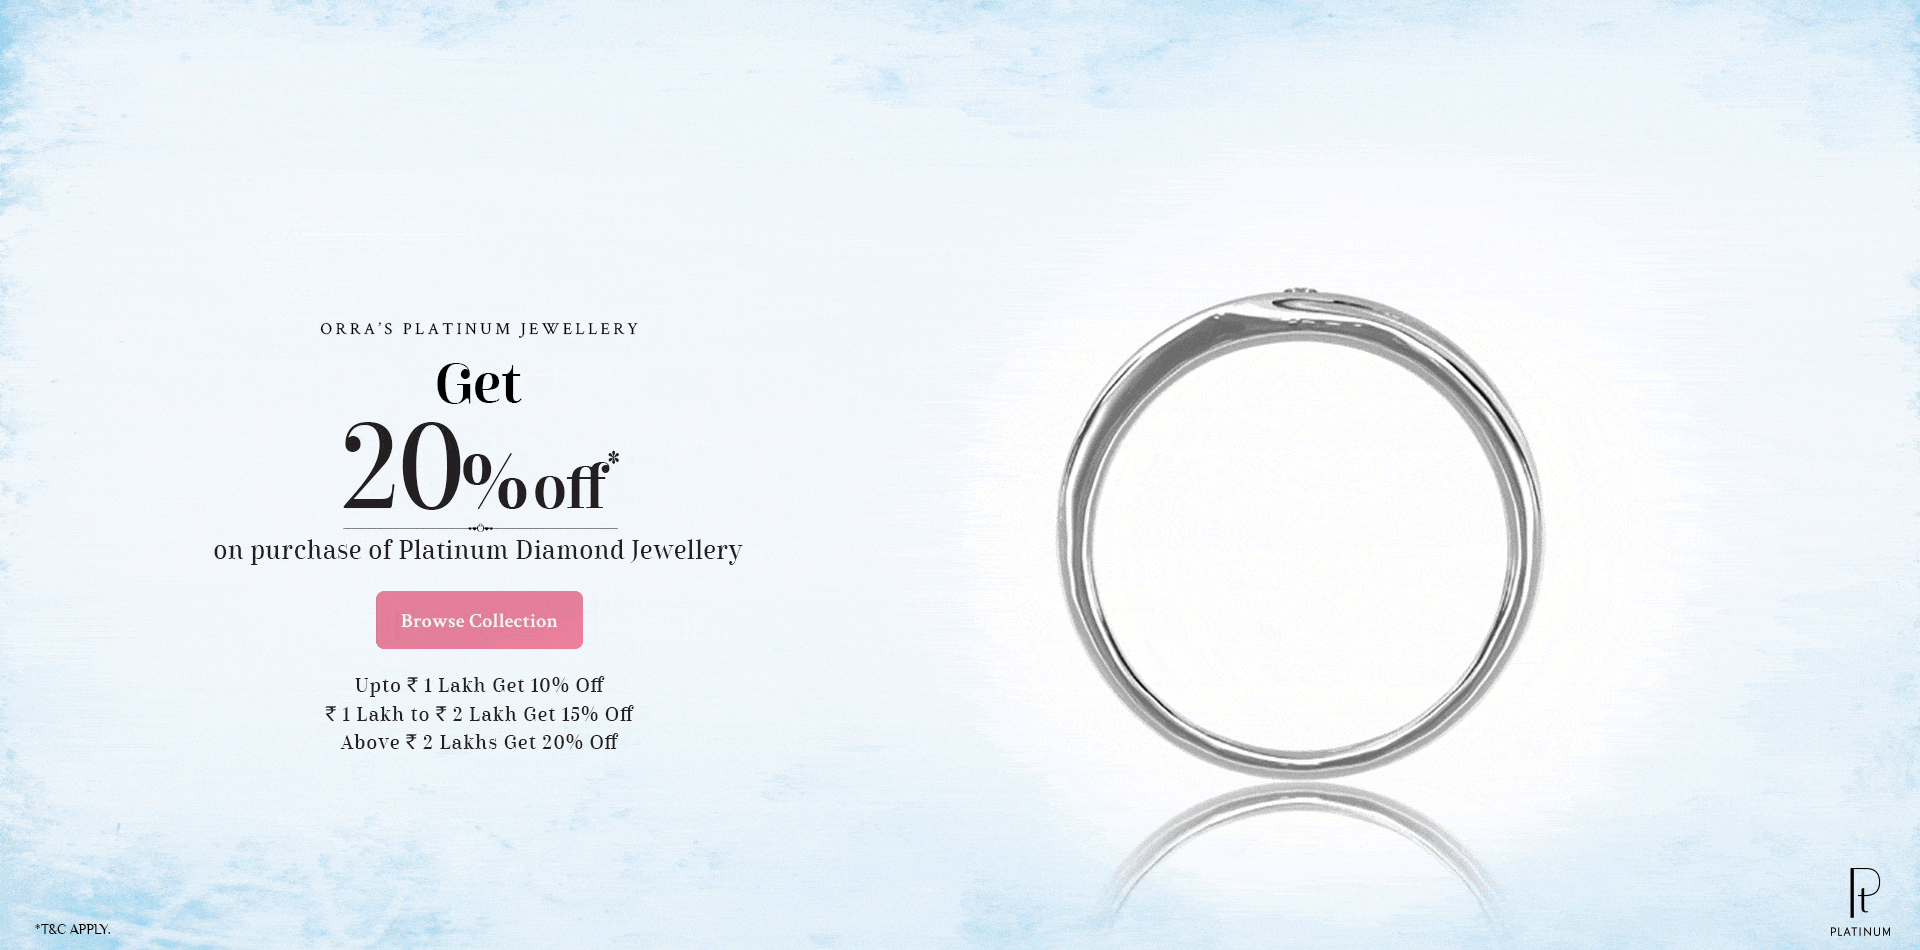 ORRA'S PLATINUM JEWELLERY
Get
20% off*
on purchase of Platinum Diamond Jewellery
Browse Collection
Upto ₹ 1 Lakh Get 10% Off
₹ 1 Lakh to ₹ 2 Lakh Get 15% Off
Above ₹ 2 Lakhs Get 20% Off
*T&C APPLY.
Pt
PLATINUM